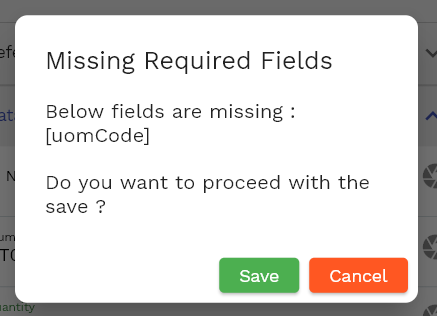 Missing Required Fields
Below fields are missing :
[uomCode]
Do you want to proceed with the
save ?
Save
Cancel